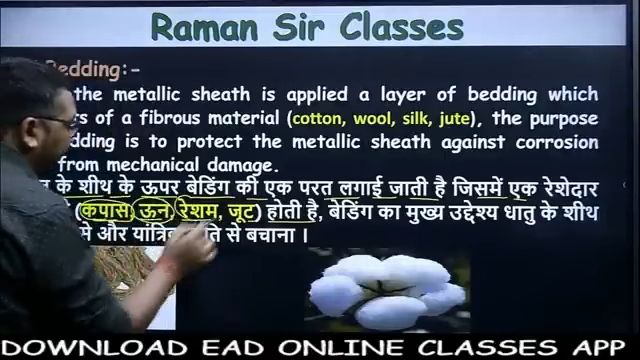 Raman Sir Classes
Bedding:-
the metallic sheath is applied a layer of bedding which
of a fibrous material (cotton, wool, silk, jute), the purpose
is to protect the metallic sheath against corrosion
from mechanical damage.
के शीथ के ऊपर बेडिंग की एक परत लगाई जाती है जिसमें एक रेशेदार
(कपास, ऊन, रेशम, जूट) होती है, बेडिंग का मुख्य उद्देश्य धातु के शीथ
और से बचाना ।
DOWNLOAD EAD ONLINE CLASSES APP